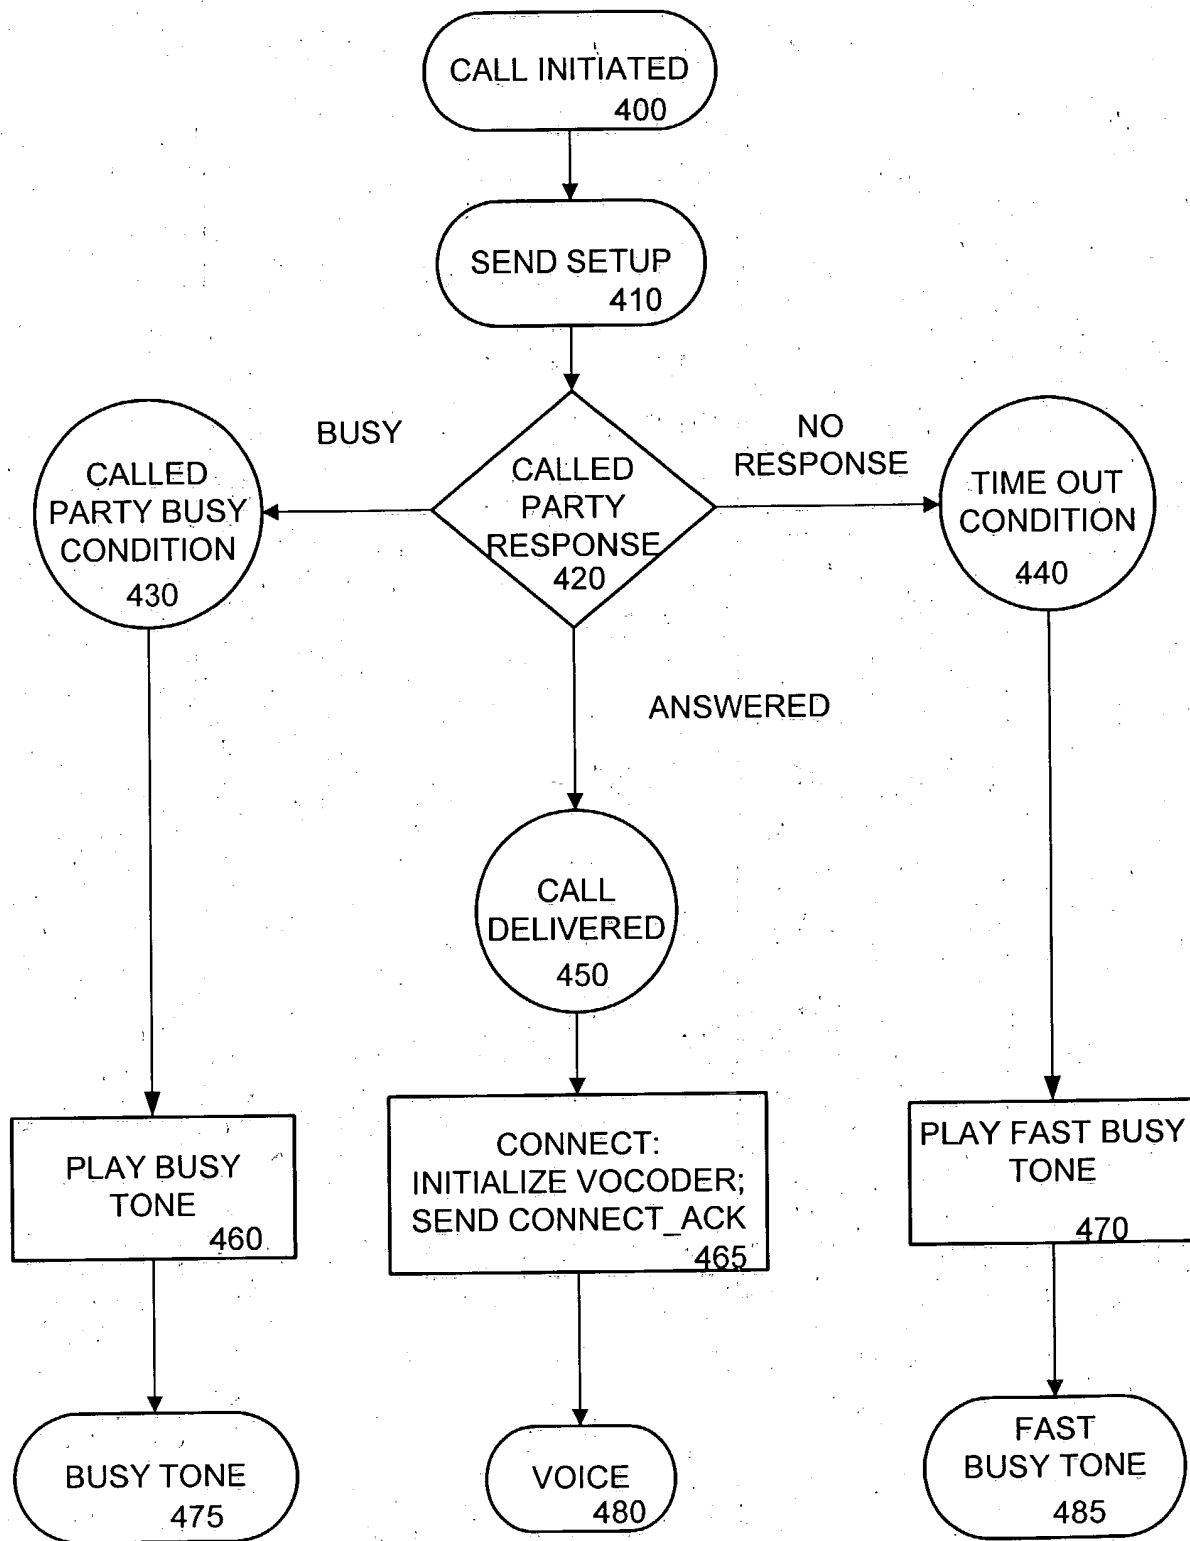 CALL INITIATED
400
SEND SETUP
410
BUSY
NO
RESPONSE
CALLED
PARTY BUSY
CONDITION
430
CALLED
PARTY
RESPONSE
420
TIME OUT
CONDITION
440
ANSWERED
CALL
DELIVERED
450
PLAY BUSY
TONE
460
CONNECT:
INITIALIZE VOCODER;
SEND CONNECT_ACK
465
PLAY FAST BUSY
TONE
470
BUSY TONE
475
VOICE
480
FAST
BUSY TONE
485